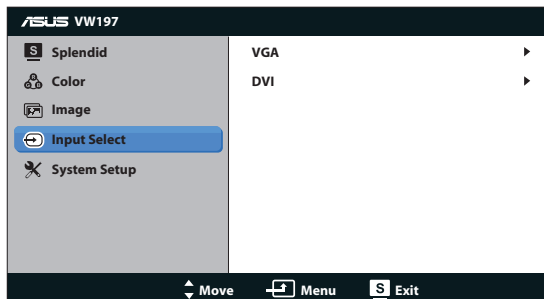 ASUS VW197
S Splendid
Color
Image
Input Select
System Setup
VGA
DVI
Move Menu S Exit